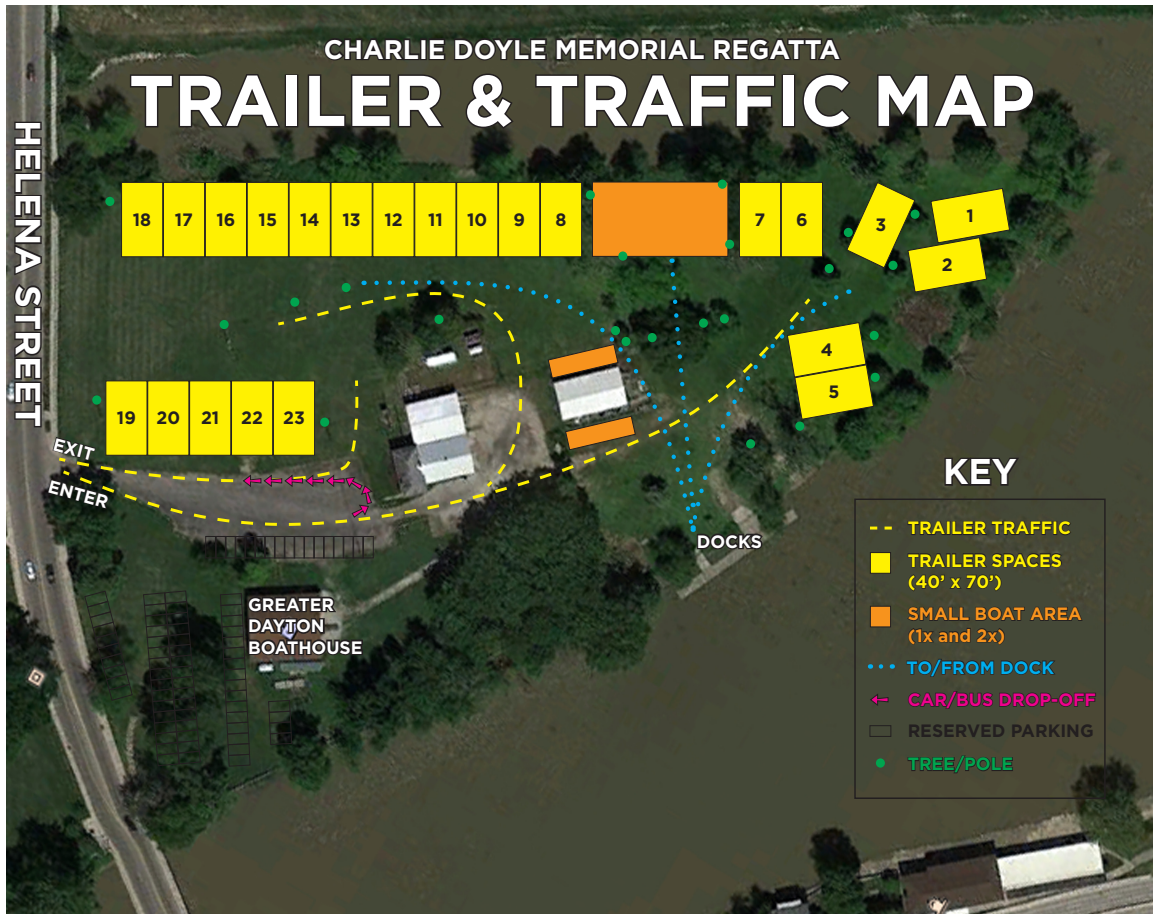 CHARLIE DOYLE MEMORIAL REGATTA
TRAILER & TRAFFIC MAP
HELENA STREET
18 17 16 15 14 13 12 11 10 9 8
7 6
3
1
2
4
5
19 20 21 22 23
EXIT
ENTER
DOCKS
GREATER
DAYTON
BOATHOUSE
KEY
TRAILER TRAFFIC
TRAILER SPACES
(40’ x 70’)
SMALL BOAT AREA
(1x and 2x)
TO/FROM DOCK
CAR/BUS DROP-OFF
RESERVED PARKING
TREE/POLE